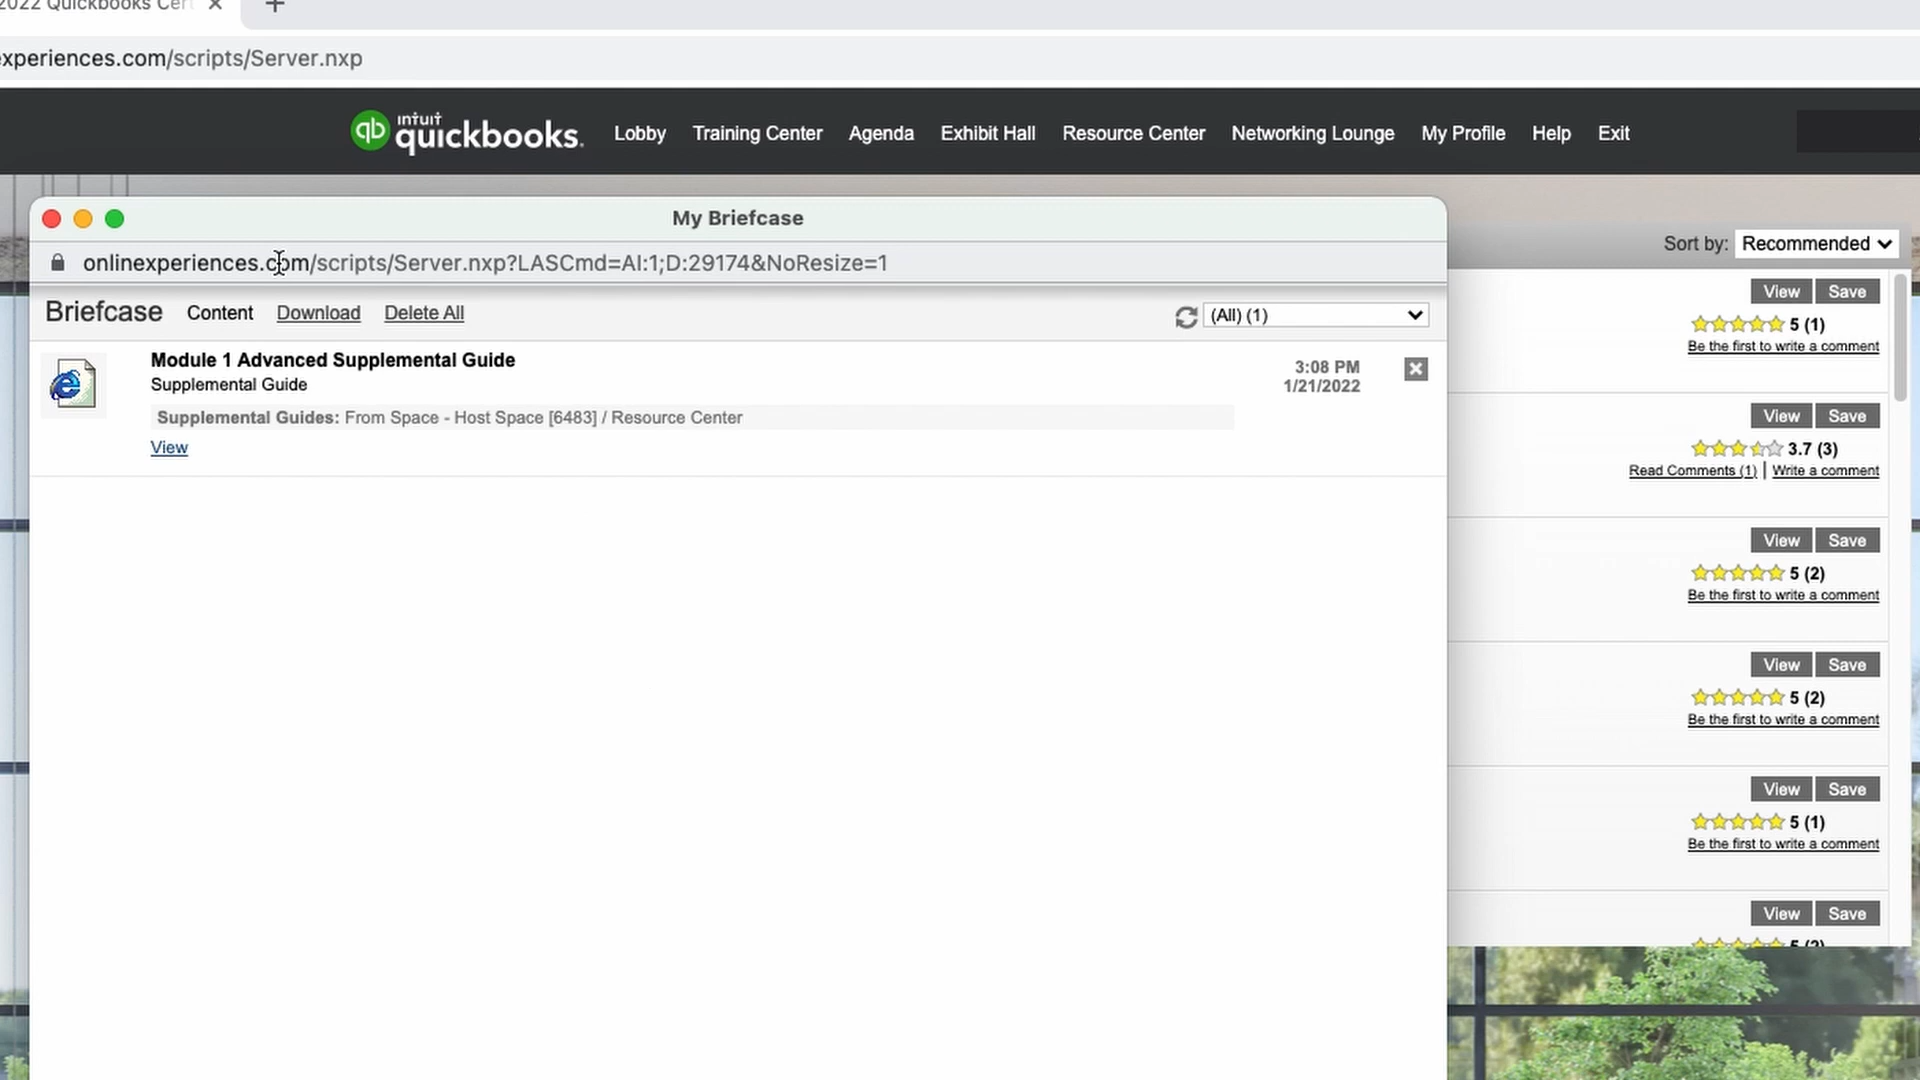 2022 Quickbooks Cer
xperiences.com/scripts/Server.nxp
intuit
quickbooks.
Lobby
Training Center
Agenda
Exhibit Hall
Resource Center
Networking Lounge
My Profile
Help
Exit
My Briefcase
onlinexperiences.com/scripts/Server.nxp?LASCmd=AI:1;D:29174&NoResize=1
Briefcase
Content
Download
Delete All
(All) (1)
Module 1 Advanced Supplemental Guide
Supplemental Guide
Supplemental Guides: From Space - Host Space [6483] / Resource Center
View
3:08 PM
1/21/2022
Sort by: Recommended
View Save
5 (1)
Be the first to write a comment
View Save
3.7 (3)
Read Comments (1) | Write a comment
View Save
5 (2)
Be the first to write a comment
View Save
5 (2)
Be the first to write a comment
View Save
5 (1)
Be the first to write a comment
View Save